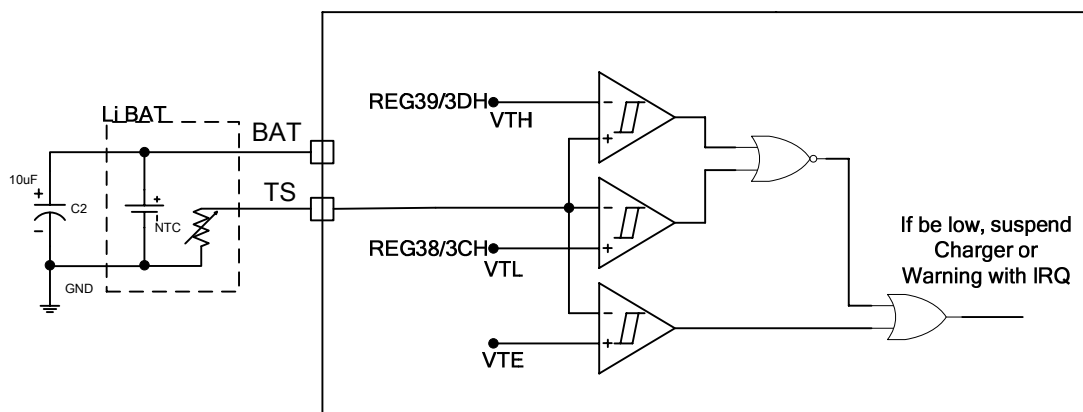 Li BAT
BAT
TS
10uF
+
C2
-
+
NTC
GND
REG39/3DH
VTH
-
+
REG38/3CH
VTL
-
+
VTE
-
+
If be low, suspend
Charger or
Warning with IRQ